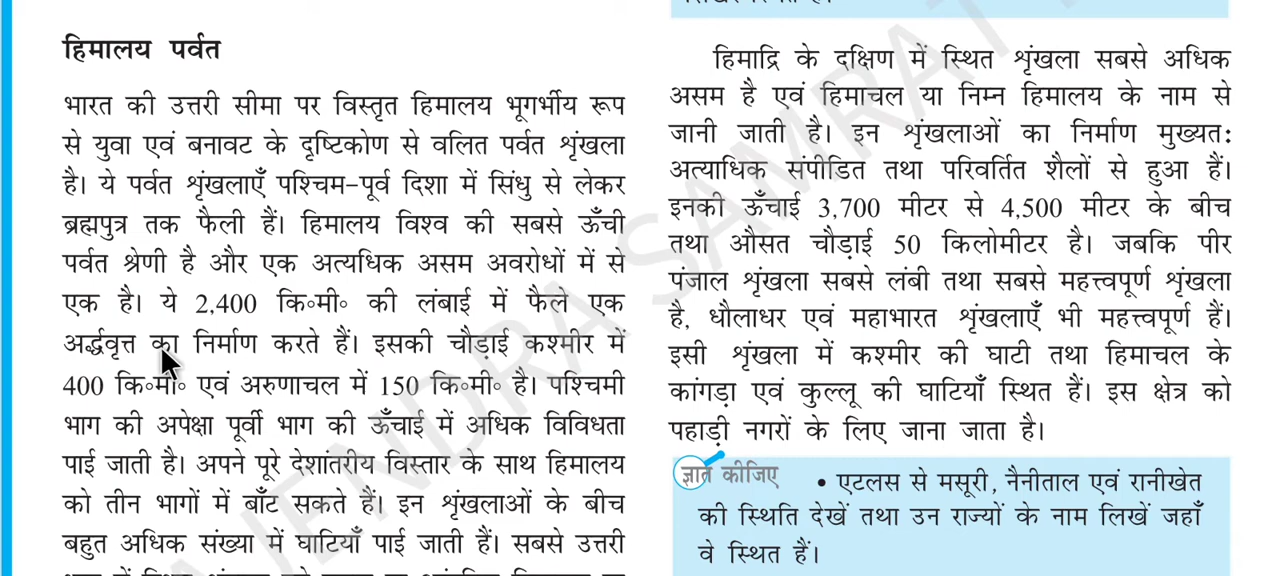 हिमालय पर्वत
भारत की उत्तरी सीमा पर विस्तृत हिमालय भूगर्भीय रूप
से युवा एवं बनावट के दृष्टिकोण से वलित पर्वत शृंखला
है। ये पर्वत शृंखलाएँ पश्चिम-पूर्व दिशा में सिंधु से लेकर
ब्रह्मपुत्र तक फैली हैं। हिमालय विश्व की सबसे ऊँची
पर्वत श्रेणी है और एक अत्यधिक असम अवरोधों में से
एक है। ये 2,400 कि॰मी॰ की लंबाई में फैले एक
अर्द्धवृत्त का निर्माण करते हैं। इसकी चौड़ाई कश्मीर में
400 कि॰मी॰ एवं अरुणाचल में 150 कि॰मी॰ है। पश्चिमी
भाग की अपेक्षा पूर्वी भाग की ऊँचाई में अधिक विविधता
पाई जाती है। अपने पूरे देशांतरीय विस्तार के साथ हिमालय
को तीन भागों में बाँट सकते हैं। इन शृंखलाओं के बीच
बहुत अधिक संख्या में घाटियाँ पाई जाती हैं। सबसे उत्तरी
हिमाद्रि के दक्षिण में स्थित शृंखला सबसे अधिक
असम है एवं हिमाचल या निम्न हिमालय के नाम से
जानी जाती है। इन शृंखलाओं का निर्माण मुख्यत:
अत्याधिक संपीडित तथा परिवर्तित शैलों से हुआ हैं।
इनकी ऊँचाई 3,700 मीटर से 4,500 मीटर के बीच
तथा औसत चौड़ाई 50 किलोमीटर है। जबकि पीर
पंजाल शृंखला सबसे लंबी तथा सबसे महत्त्वपूर्ण शृंखला
है, धौलाधर एवं महाभारत शृंखलाएँ भी महत्त्वपूर्ण हैं।
इसी शृंखला में कश्मीर की घाटी तथा हिमाचल के
कांगड़ा एवं कुल्लू की घाटियाँ स्थित हैं। इस क्षेत्र को
पहाड़ी नगरों के लिए जाना जाता है।
ज्ञात कीजिए • एटलस से मसूरी, नैनीताल एवं रानीखेत
की स्थिति देखें तथा उन राज्यों के नाम लिखें जहाँ
वे स्थित हैं।